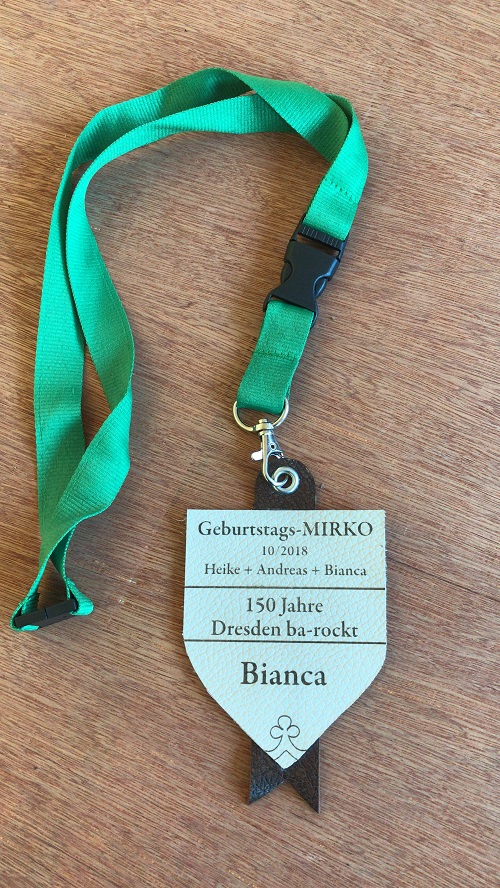 Geburtstags-MIRKO
10/2018
Heike + Andreas + Bianca
150 Jahre
Dresden ba-rockt
Bianca